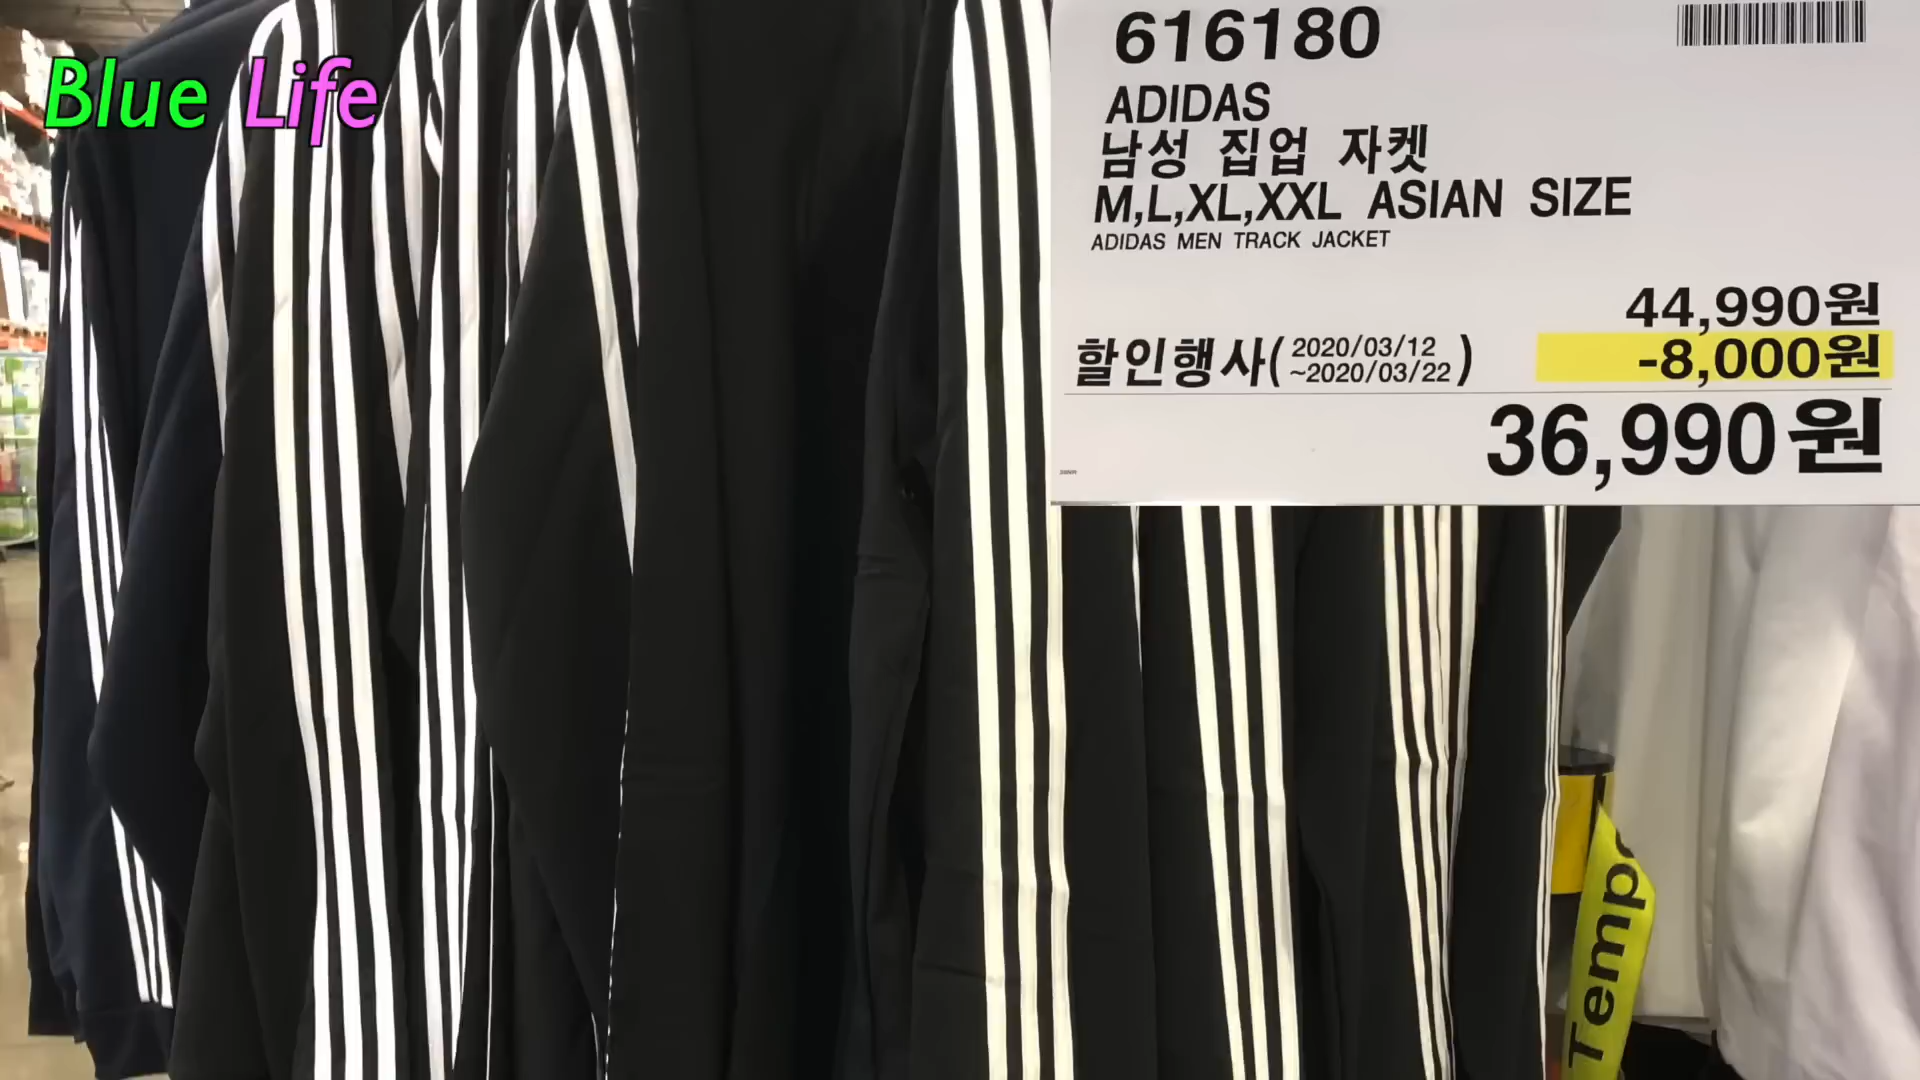 Blue Life
616180
ADIDAS
남성 집업 자켓
M,L,XL,XXL ASIAN SIZE
ADIDAS MEN TRACK JACKET
44,990원
할인행사(2020/03/12 ~2020/03/22) -8,000원
36,990원
Temp